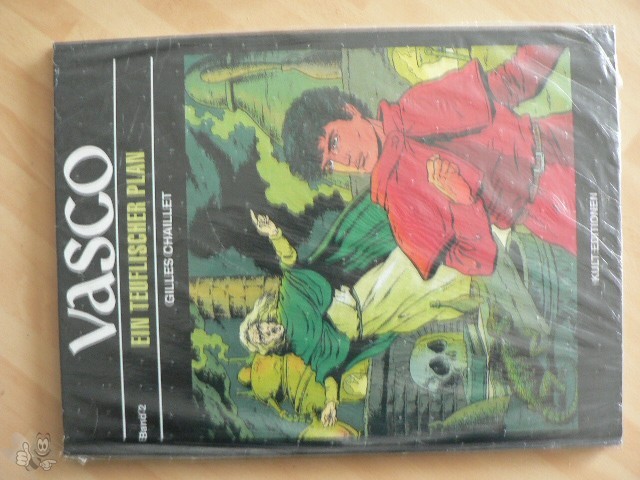 Band 2
VASCO
EIN TEUFLISCHER PLAN
GILLES CHAILLET
KULT EDITIONEN